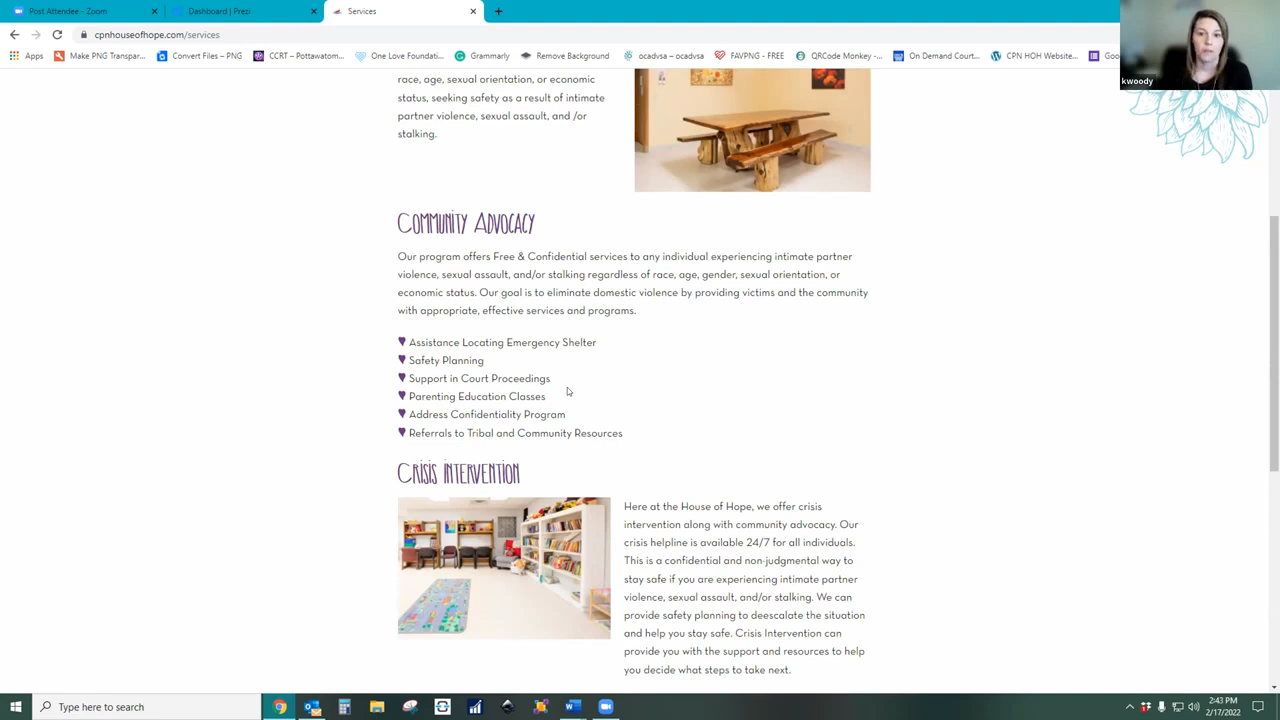 Post Attendee - Zoom
Dashboard | Prezi
Services
cpnhouseofhope.com/services
Apps
Make PNG Transpar...
Convert Files – PNG
CCRT – Pottawatom...
One Love Foundati...
Grammarly
Remove Background
ocadvsa – ocadvsa
FAVPNG - FREE
QRCode Monkey -...
On Demand Court...
CPN HOH Website...
Goo
kwoody
race, age, sexual orientation, or economic
status, seeking safety as a result of intimate
partner violence, sexual assault, and /or
stalking.
Community Advocacy
Our program offers Free & Confidential services to any individual experiencing intimate partner
violence, sexual assault, and/or stalking regardless of race, age, gender, sexual orientation, or
economic status. Our goal is to eliminate domestic violence by providing victims and the community
with appropriate, effective services and programs.
Assistance Locating Emergency Shelter
Safety Planning
Support in Court Proceedings
Parenting Education Classes
Address Confidentiality Program
Referrals to Tribal and Community Resources
Crisis Intervention
Here at the House of Hope, we offer crisis
intervention along with community advocacy. Our
crisis helpline is available 24/7 for all individuals.
This is a confidential and non-judgmental way to
stay safe if you are experiencing intimate partner
violence, sexual assault, and/or stalking. We can
provide safety planning to deescalate the situation
and help you stay safe. Crisis Intervention can
provide you with the support and resources to help
you decide what steps to take next.
Type here to search
2:43 PM
2/17/2022